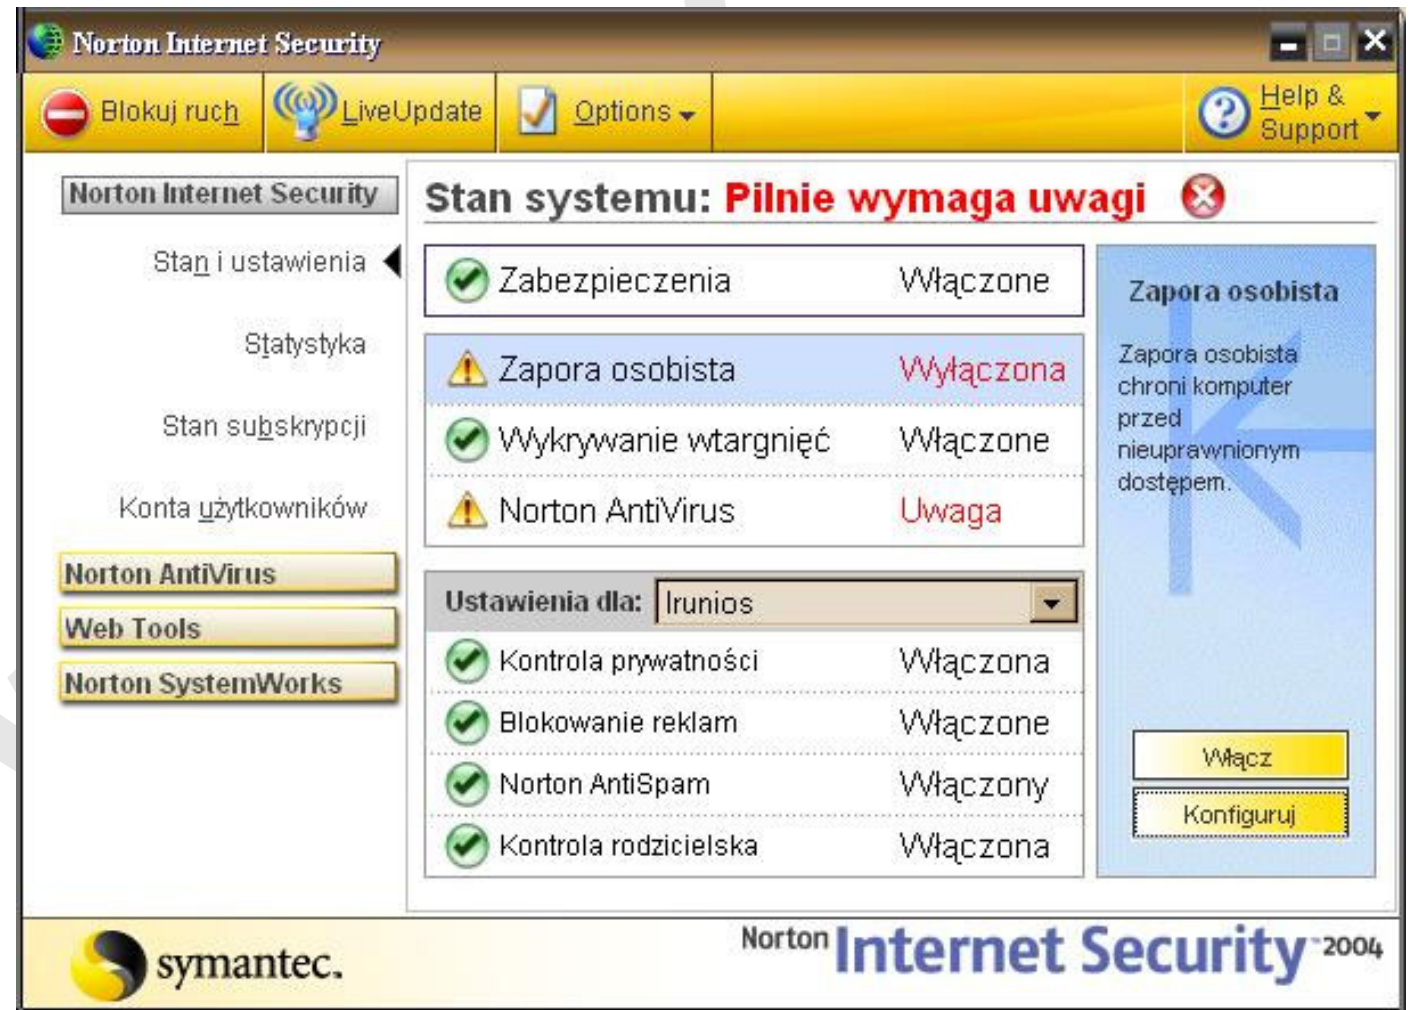 Norton Internet Security
Blokuj ruch
LiveUpdate
Options
Help &
Support
Norton Internet Security
Stan i ustawienia
Statystyka
Stan subskrypcji
Konta użytkowników
Norton AntiVirus
Web Tools
Norton SystemWorks
Stan systemu: Pilnie wymaga uwagi
Zabezpieczenia Włączone
Zapora osobista Wyłączona
Wykrywanie wtargnięć Włączone
Norton AntiVirus Uwaga
Ustawienia dla: Irunios
Kontrola prywatności Włączona
Blokowanie reklam Włączone
Norton AntiSpam Włączony
Kontrola rodzicielska Włączona
Zapora osobista
Zapora osobista
chroni komputer
przed
nieuprawnionym
dostępem.
Włącz
Konfiguruj
symantec.
Norton Internet Security 2004